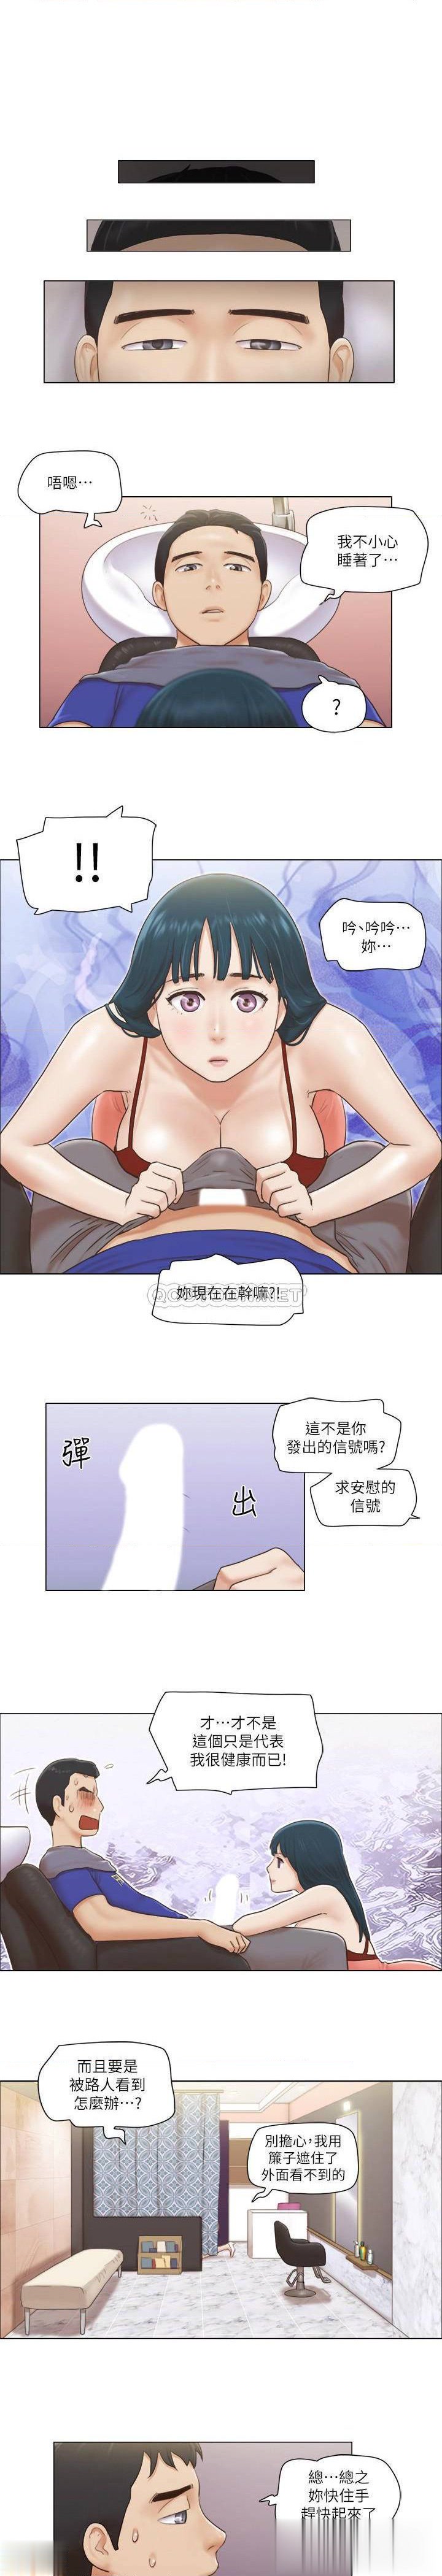 唔嗯…
我不小心
睡著了…
?
!!
吟、吟吟…
妳…
妳現在在幹嘛?!
彈
出
這不是你
發出的信號嗎?
求安慰的
信號
才…才不是
這個只是代表
我很健康而已!
而且要是
被路人看到
怎麼辦…?
別擔心,我用
簾子遮住了
外面看不到的
總…總之
妳快住手
趕快起來了